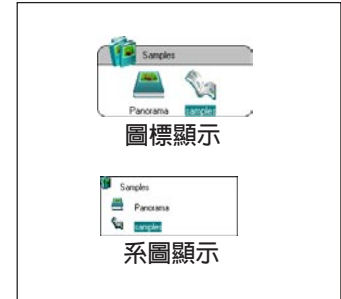 Samples
Panorama samples
圖標顯示
Samples
Panorama
samples
系圖顯示